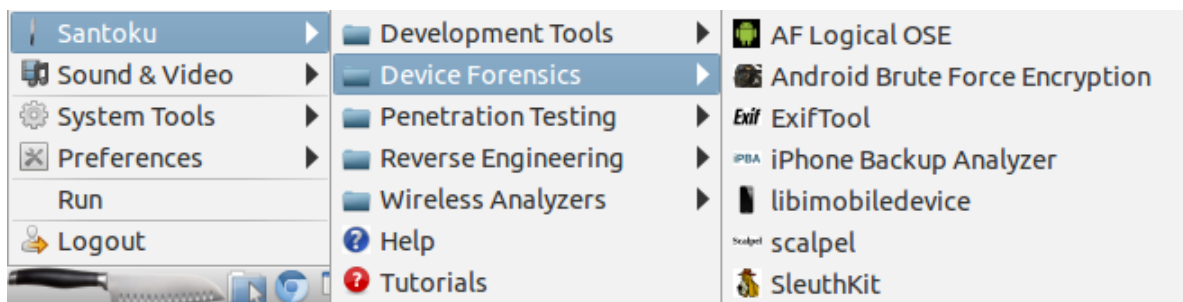 Santoku
Sound & Video
System Tools
Preferences
Run
Logout
Development Tools
Device Forensics
Penetration Testing
Reverse Engineering
Wireless Analyzers
Help
Tutorials
AF Logical OSE
Android Brute Force Encryption
Exif ExifTool
iPBA iPhone Backup Analyzer
libimobiledevice
Scalpel scalpel
SleuthKit